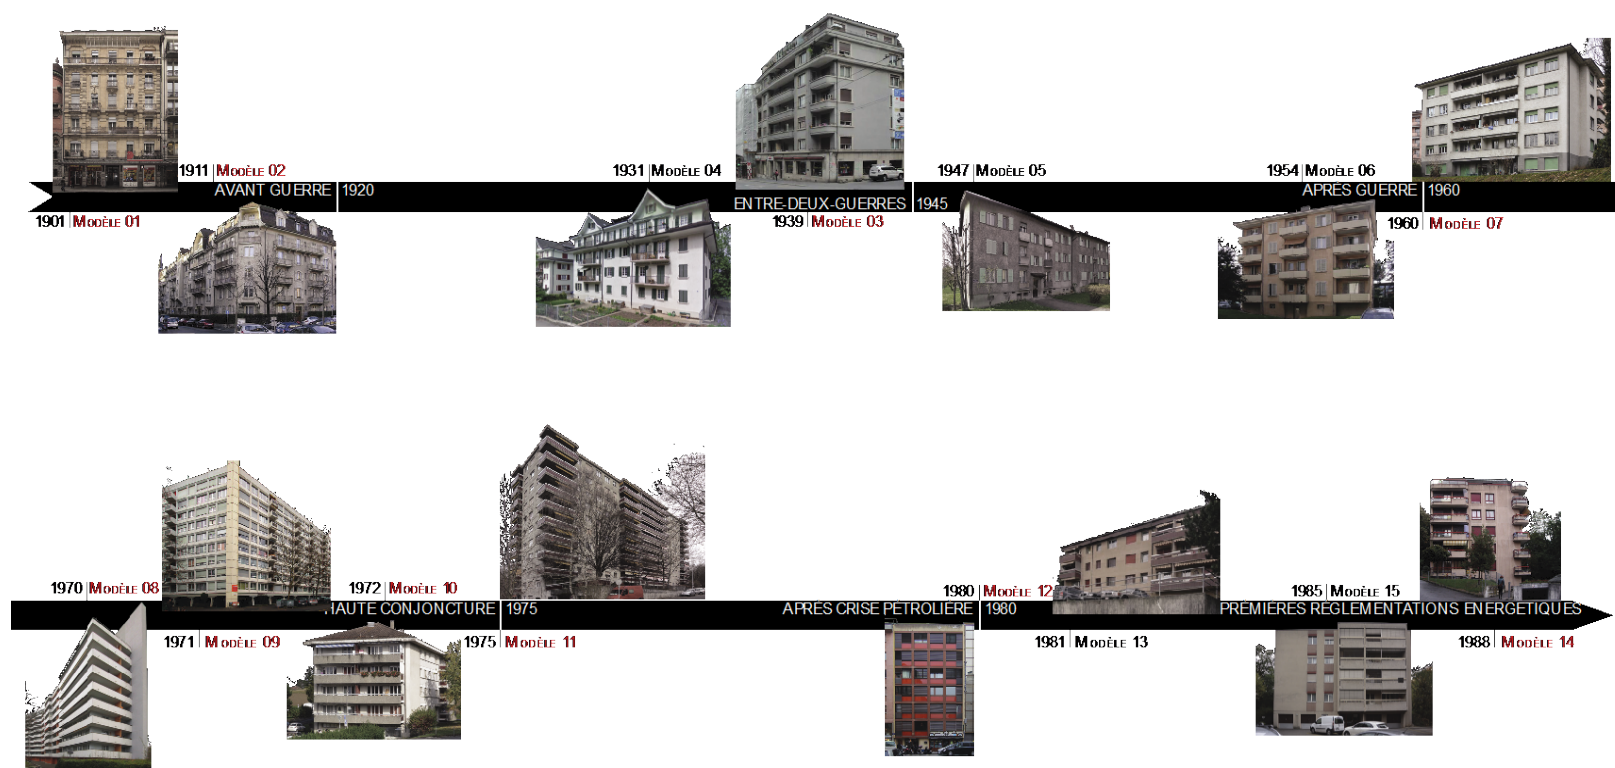 1911 Modèle 02
1931 Modèle 04
1947 Modèle 05
1954 Modèle 06
AVANT GUERRE 1920
ENTRE-DEUX-GUERRES 1945
APRÈS GUERRE 1960
1901 Modèle 01
1939 Modèle 03
1960 Modèle 07
1970 Modèle 08
1972 Modèle 10
1980 Modèle 12
1985 Modèle 15
HAUTE CONJONCTURE 1975
APRÈS CRISE PÉTROLIÈRE 1980
PRÉMIÈRES RÉGLEMENTATIONS ENERGETIQUES
1971 Modèle 09
1975 Modèle 11
1981 Modèle 13
1988 Modèle 14